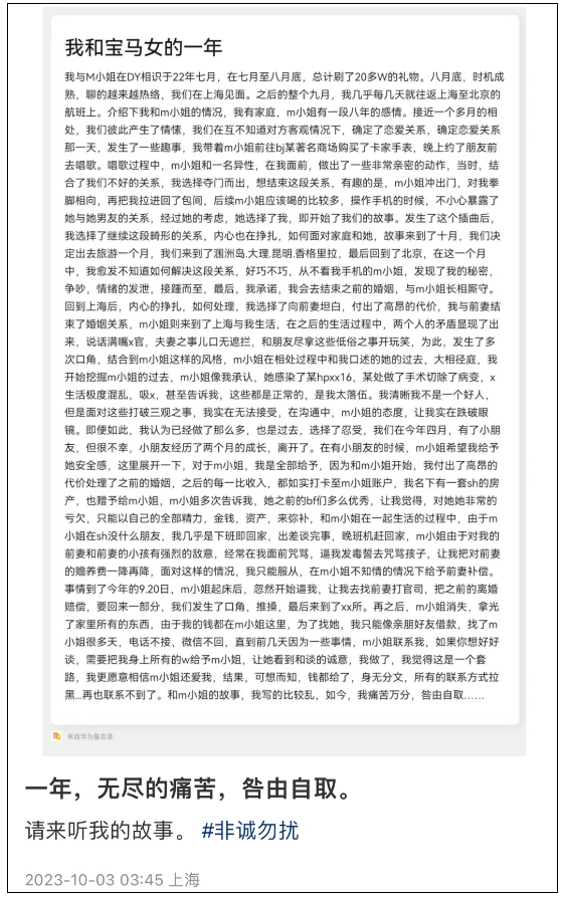 我和宝马女的一年
我与M小姐在DY相识于22年七月，在七月至八月底，总计刷了20多W的礼物。八月底，时机成
熟，聊的越来越热络，我们在上海见面。之后的整个九月，我几乎每几天就往返上海至北京的
航班上。介绍下我和m小姐的情况，我有家庭，m小姐有一段八年的感情。接近一个多月的相
处，我们彼此产生了情愫，我们在互不知道对方客观情况下，确定了恋爱关系，确定恋爱关系
那一天，发生了一些趣事，我带着m小姐前往bj某著名商场购买了卡家手表，晚上约了朋友前
去唱歌。唱歌过程中，m小姐和一名异性，在我面前，做出了一些非常亲密的动作，当时，结
合了我们不好的关系，我选择夺门而出，想结束这段关系，有趣的是，m小姐冲出门，对我拳
脚相向，再把我拉进回了包间，后续m小姐应该喝的比较多，操作手机的时候，不小心暴露了
她与她男友的关系，经过她的考虑，她选择了我，即开始了我们的故事。发生了这个插曲后，
我选择了继续这段畸形的关系，内心也在挣扎，如何面对家庭和她，故事来到了十月，我们决
定出去旅游一个月，我们来到了涠洲岛.大理.昆明.香格里拉，最后回到了北京，在这一个月
中，我愈发不知道如何解决这段关系，好巧不巧，从不看我手机的m小姐，发现了我的秘密，
争吵，情绪的发泄，接踵而至，最后，我承诺，我会去结束之前的婚姻，与m小姐长相厮守。
回到上海后，内心的挣扎，如何处理，我选择了向前妻坦白，付出了高昂的代价，我与前妻结
束了婚姻关系，m小姐则来到了上海与我生活，在之后的生活过程中，两个人的矛盾显现了出
来，说话满嘴x官，夫妻之事儿口无遮拦，和朋友尽拿这些低俗之事开玩笑，为此，发生了多
次口角，结合到m小姐这样的风格，m小姐在相处过程中和我口述的她的过去，大相径庭，我
开始挖掘m小姐的过去，m小姐像我承认，她感染了某hpxx16，某处做了手术切除了病变，x
生活极度混乱，吸x，甚至告诉我，这些都是正常的，是我太落伍。我清晰我不是一个好人，
但是面对这些打破三观之事，我实在无法接受，在沟通中，m小姐的态度，让我实在跌破眼
镜。即便如此，我认为已经做了那么多，也是过去，选择了忍受，我们在今年四月，有了小朋
友，但很不幸，小朋友经历了两个月的成长，离开了。在有小朋友的时候，m小姐希望我给予
她安全感，这里展开一下，对于m小姐，我是全部给予，因为和m小姐开始，我付出了高昂的
代价处理了之前的婚姻，之后的每一比收入，都如实打卡至m小姐账户，我名下有一套sh的房
产，也赠予给m小姐，m小姐多次告诉我，她之前的bf们多么优秀，让我觉得，对她她非常的
亏欠，只能以自己的全部精力，金钱，资产，来弥补，和m小姐在一起生活的过程中，由于m
小姐在sh没什么朋友，我几乎是下班即回家，出差谈完事，晚班机赶回家，m小姐由于对我的
前妻和前妻的小孩有强烈的敌意，经常在我面前咒骂，逼我发毒誓去咒骂孩子，让我把对前妻
的赡养费一降再降，面对这样的情况，我只能服从，在m小姐不知情的情况下给予前妻补偿。
事情到了今年的9.20日，m小姐起床后，忽然开始逼我，让我去找前妻打官司，把之前的离婚
赔偿，要回来一部分，我们发生了口角，推搡，最后来到了xx所。再之后，m小姐消失，拿光
了家里所有的东西，由于我的钱都在m小姐这里，为了找她，我只能像亲朋好友借款，找了m
小姐很多天，电话不接，微信不回，直到前几天因为一些事情，m小姐联系我，如果你想好好
谈，需要把我身上所有的w给予m小姐，让她看到和谈的诚意，我做了，我觉得这是一个套
路，我更愿意相信m小姐还爱我，结果，可想而知，钱都给了，身无分文，所有的联系方式拉
黑...再也联系不到了。和m小姐的故事，我写的比较乱，如今，我痛苦万分，咎由自取……
来自华为备忘录
一年，无尽的痛苦，咎由自取。
请来听我的故事。 #非诚勿扰
2023-10-03 03:45 上海